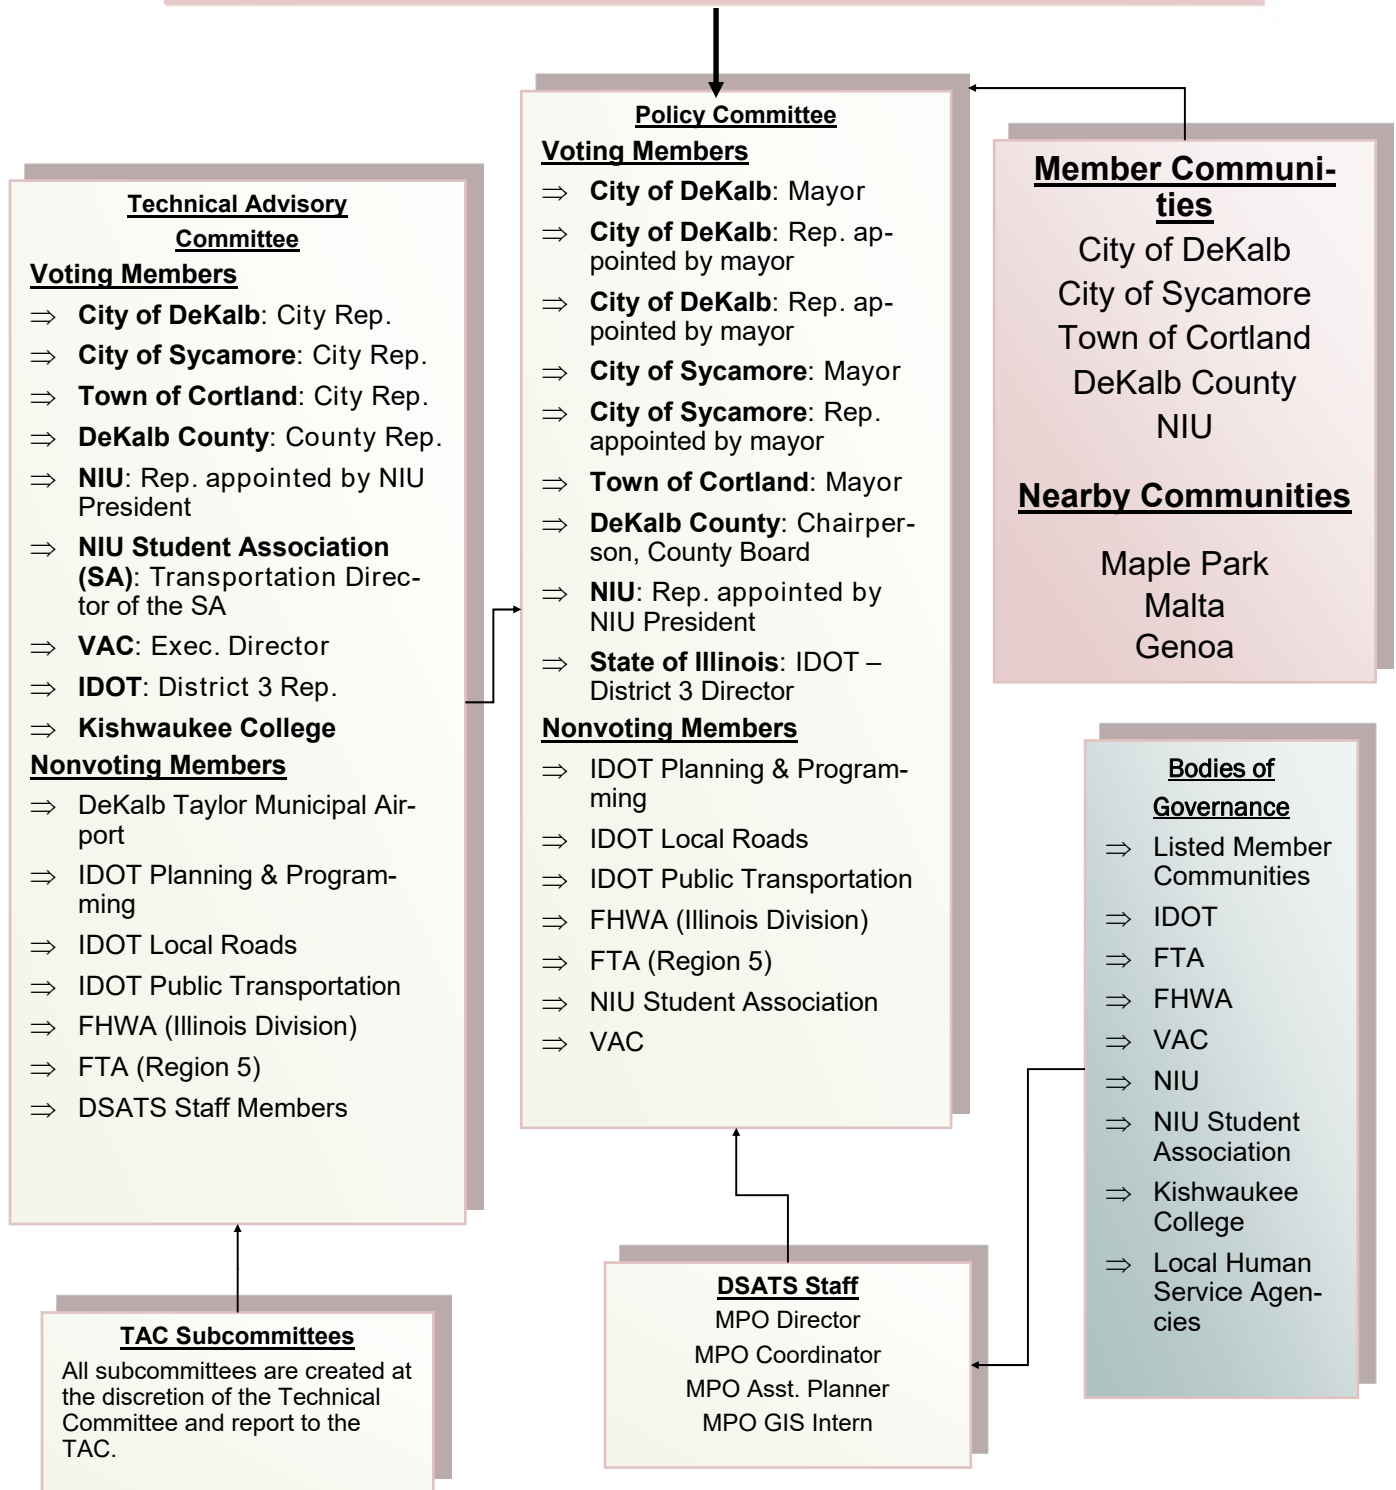 Policy Committee
Voting Members
⇒ City of DeKalb: Mayor
⇒ City of DeKalb: Rep. ap-
pointed by mayor
⇒ City of DeKalb: Rep. ap-
pointed by mayor
⇒ City of Sycamore: Mayor
⇒ City of Sycamore: Rep.
appointed by mayor
⇒ Town of Cortland: Mayor
⇒ DeKalb County: Chairper-
son, County Board
⇒ NIU: Rep. appointed by
NIU President
⇒ State of Illinois: IDOT –
District 3 Director
Nonvoting Members
⇒ IDOT Planning & Program-
ming
⇒ IDOT Local Roads
⇒ IDOT Public Transportation
⇒ FHWA (Illinois Division)
⇒ FTA (Region 5)
⇒ NIU Student Association
⇒ VAC
Technical Advisory
Committee
Voting Members
⇒ City of DeKalb: City Rep.
⇒ City of Sycamore: City Rep.
⇒ Town of Cortland: City Rep.
⇒ DeKalb County: County Rep.
⇒ NIU: Rep. appointed by NIU
President
⇒ NIU Student Association
(SA): Transportation Direc-
tor of the SA
⇒ VAC: Exec. Director
⇒ IDOT: District 3 Rep.
⇒ Kishwaukee College
Nonvoting Members
⇒ DeKalb Taylor Municipal Air-
port
⇒ IDOT Planning & Program-
ming
⇒ IDOT Local Roads
⇒ IDOT Public Transportation
⇒ FHWA (Illinois Division)
⇒ FTA (Region 5)
⇒ DSATS Staff Members
Member Communi-
ties
City of DeKalb
City of Sycamore
Town of Cortland
DeKalb County
NIU
Nearby Communities
Maple Park
Malta
Genoa
Bodies of
Governance
⇒ Listed Member
Communities
⇒ IDOT
⇒ FTA
⇒ FHWA
⇒ VAC
⇒ NIU
⇒ NIU Student
Association
⇒ Kishwaukee
College
⇒ Local Human
Service Agen-
cies
TAC Subcommittees
All subcommittees are created at
the discretion of the Technical
Committee and report to the
TAC.
DSATS Staff
MPO Director
MPO Coordinator
MPO Asst. Planner
MPO GIS Intern